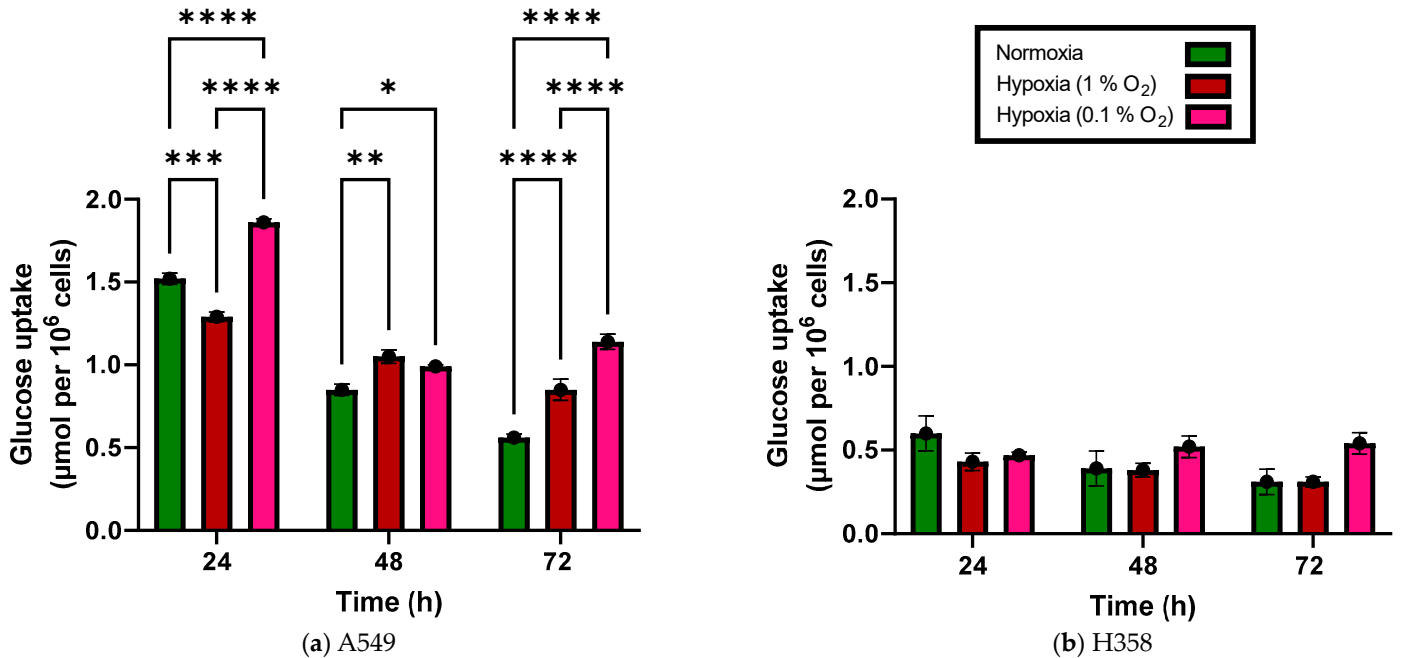 ****
****
***
*
**
****
****
****
2.0
1.5
1.0
0.5
0.0
Glucose uptake
(µmol per 10⁶ cells)
24
48
72
Time (h)
(a) A549
Normoxia
Hypoxia (1 % O₂)
Hypoxia (0.1 % O₂)
2.0
1.5
1.0
0.5
0.0
Glucose uptake
(µmol per 10⁶ cells)
24
48
72
Time (h)
(b) H358